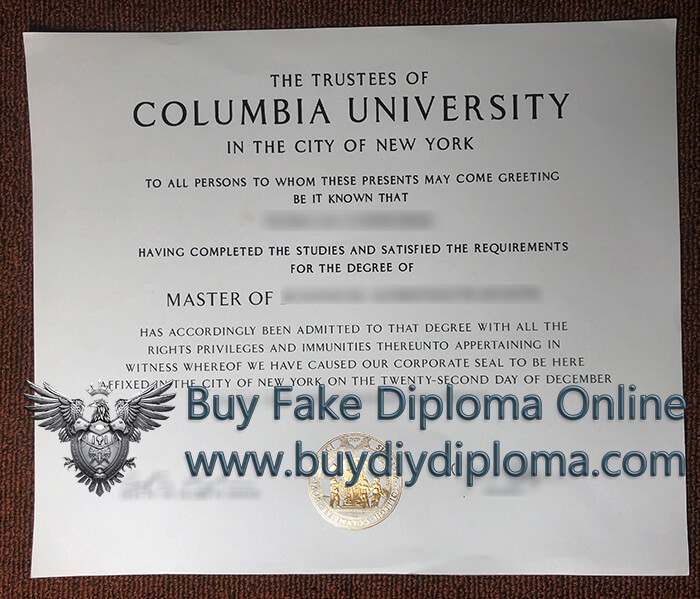 THE TRUSTEES OF
COLUMBIA UNIVERSITY
IN THE CITY OF NEW YORK
TO ALL PERSONS TO WHOM THESE PRESENTS MAY COME GREETING
BE IT KNOWN THAT
HAVING COMPLETED THE STUDIES AND SATISFIED THE REQUIREMENTS
FOR THE DEGREE OF
MASTER OF
HAS ACCORDINGLY BEEN ADMITTED TO THAT DEGREE WITH ALL THE
RIGHTS PRIVILEGES AND IMMUNITIES THEREUNTO APPERTAINING IN
WITNESS WHEREOF WE HAVE CAUSED OUR CORPORATE SEAL TO BE HERE
AFFIXED IN THE CITY OF NEW YORK ON THE TWENTY-SECOND DAY OF DECEMBER
Buy Fake Diploma Online
www.buydiydiploma.com